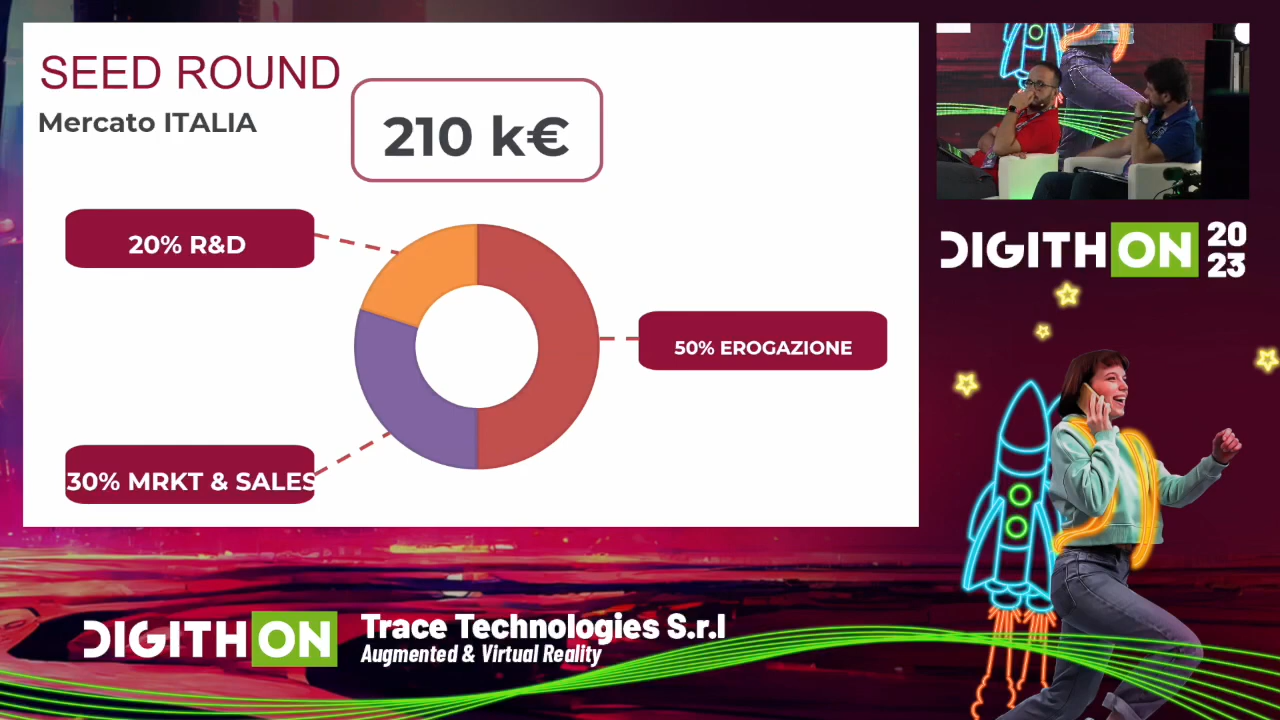 SEED ROUND
Mercato ITALIA
210 k€
20% R&D
50% EROGAZIONE
30% MRKT & SALES
DIGITHON 2023
DIGITHON
Trace Technologies S.r.l
Augmented & Virtual Reality